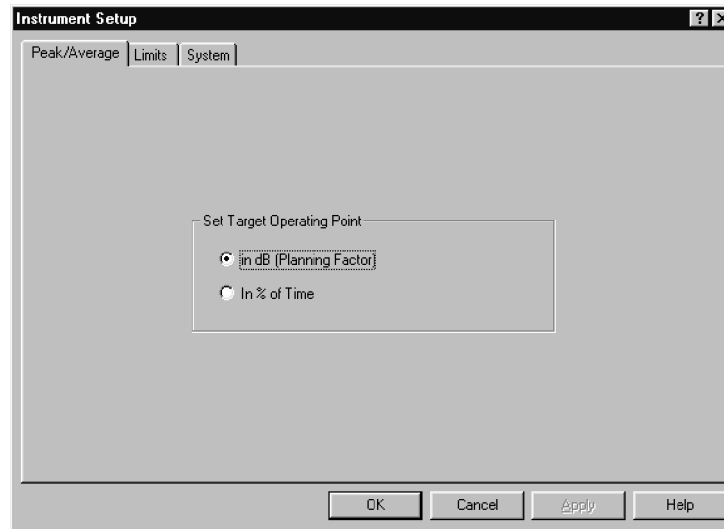 Instrument Setup
Peak/Average Limits System
Set Target Operating Point
in dB (Planning Factor)
In % of Time
OK Cancel Apply Help